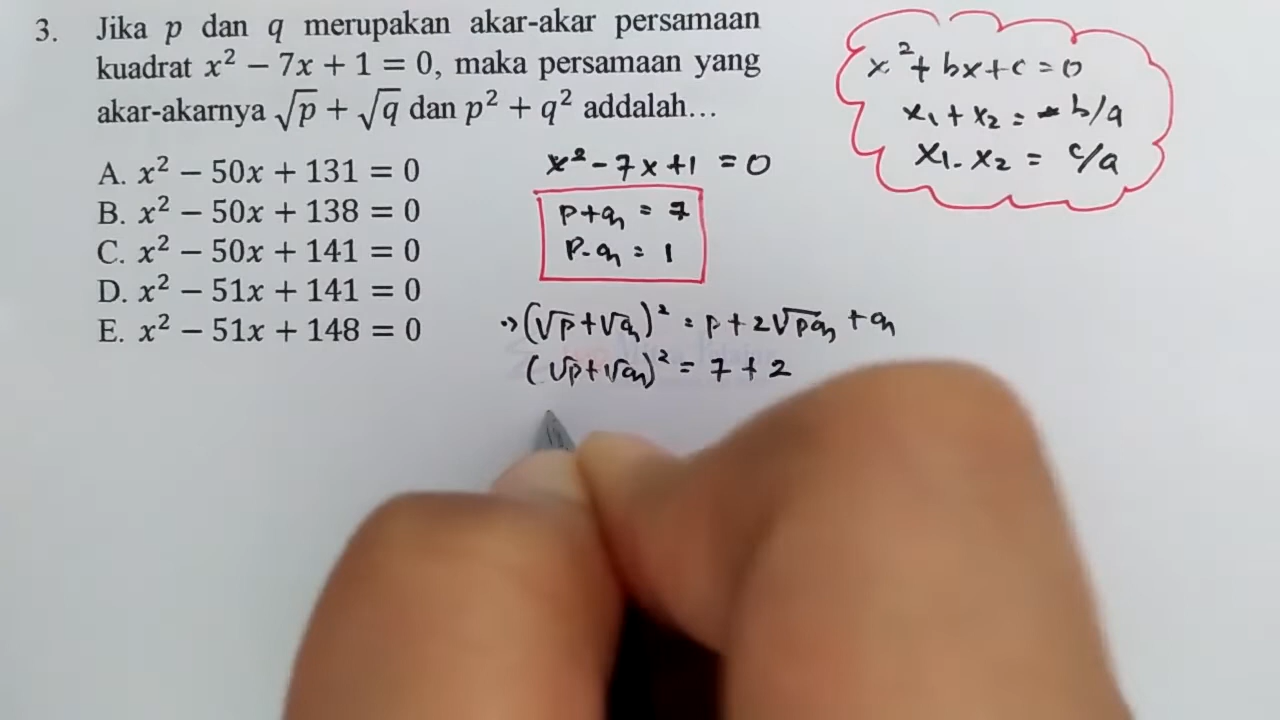 3. Jika p dan q merupakan akar-akar persamaan
kuadrat x² − 7x + 1 = 0, maka persamaan yang
akar-akarnya √p + √q dan p² + q² addalah...
A. x² − 50x + 131 = 0
B. x² − 50x + 138 = 0
C. x² − 50x + 141 = 0
D. x² − 51x + 141 = 0
E. x² − 51x + 148 = 0
x² − 7x + 1 = 0
p + q = 7
p · q = 1
(√p + √q)² = p + 2√pq + q
(√p + √q)² = 7 + 2
x² + bx + c = 0
x₁ + x₂ = − b/a
x₁ · x₂ = c/a